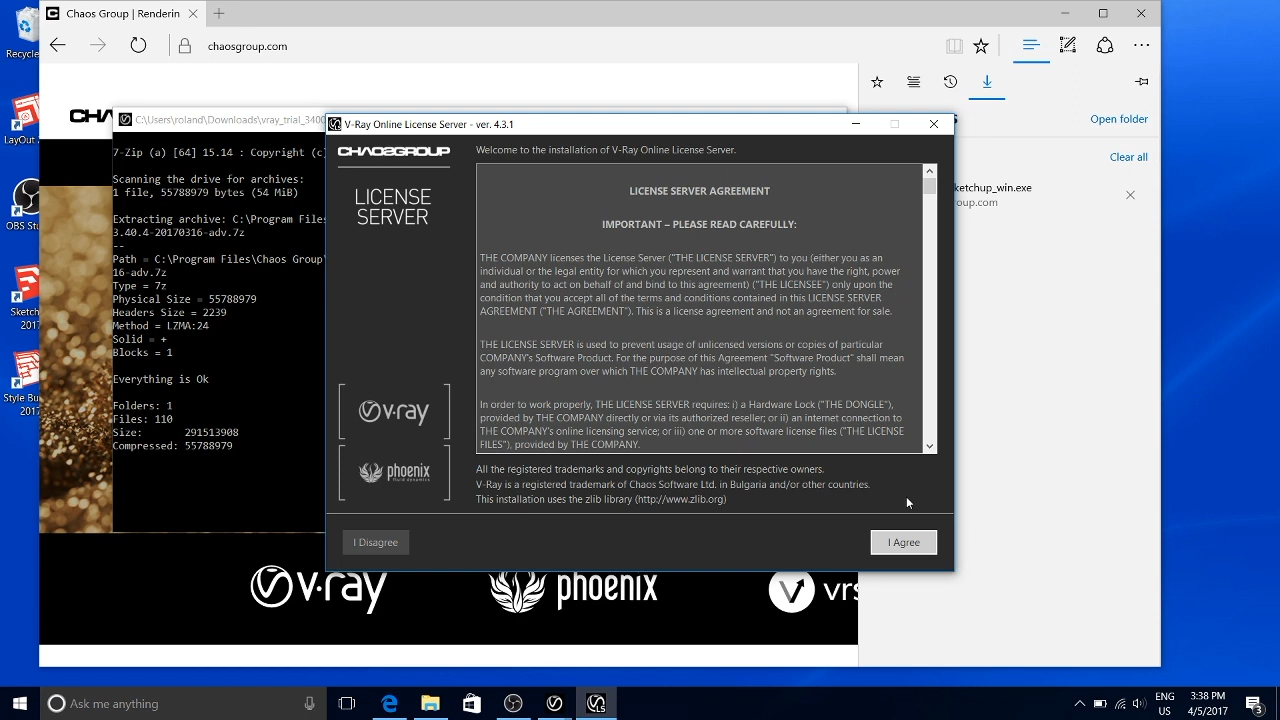 Chaos Group | Renderin
chaosgroup.com
Recycle
LayOut
OBS Stu
Sketch
2017
Style Bu
2017
CHA
Open folder
Clear all
ketchup_win.exe
oup.com
C:\Users\roland\Downloads\vray_trial_3400
7-Zip (a) [64] 15.14 : Copyright (c)
Scanning the drive for archives:
1 file, 55788979 bytes (54 MiB)
Extracting archive: C:\Program Files
3.40.4-20170316-adv.7z
--
Path = C:\Program Files\Chaos Group\
16-adv.7z
Type = 7z
Physical Size = 55788979
Headers Size = 2239
Method = LZMA:24
Solid = +
Blocks = 1
Everything is Ok
Folders: 1
Files: 110
Size: 291513908
Compressed: 55788979
V-Ray Online License Server - ver. 4.3.1
CHAOSGROUP
LICENSE
SERVER
v·ray
phoenix
fluid dynamics
Welcome to the installation of V-Ray Online License Server.
LICENSE SERVER AGREEMENT
IMPORTANT – PLEASE READ CAREFULLY:
THE COMPANY licenses the License Server ("THE LICENSE SERVER") to you (either you as an
individual or the legal entity for which you represent and warrant that you have the right, power
and authority to act on behalf of and bind to this agreement) ("THE LICENSEE") only upon the
condition that you accept all of the terms and conditions contained in this LICENSE SERVER
AGREEMENT ("THE AGREEMENT"). This is a license agreement and not an agreement for sale.
THE LICENSE SERVER is used to prevent usage of unlicensed versions or copies of particular
COMPANY's Software Product. For the purpose of this Agreement "Software Product" shall mean
any software program over which THE COMPANY has intellectual property rights.
In order to work properly, THE LICENSE SERVER requires: i) a Hardware Lock ("THE DONGLE"),
provided by THE COMPANY directly or via its authorized reseller; or ii) an internet connection to
THE COMPANY's online licensing service; or iii) one or more software license files ("THE LICENSE
FILES"), provided by THE COMPANY.
All the registered trademarks and copyrights belong to their respective owners.
V-Ray is a registered trademark of Chaos Software Ltd. in Bulgaria and/or other countries.
This installation uses the zlib library (http://www.zlib.org)
I Disagree
I Agree
v·ray
phoenix
vrs
Ask me anything
LS
ENG
US
3:38 PM
4/5/2017
3